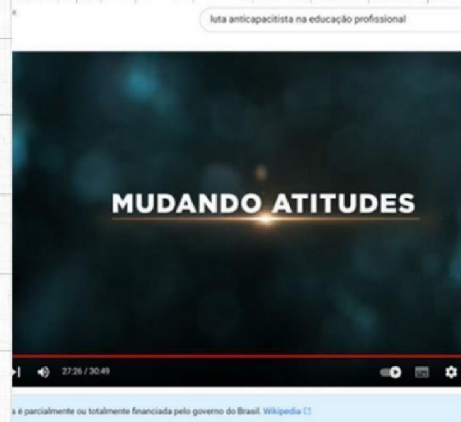 luta anticapacitista na educação profissional
MUDANDO ATITUDES
27:26 / 30:49
a é parcialmente ou totalmente financiada pelo governo do Brasil. Wikipedia